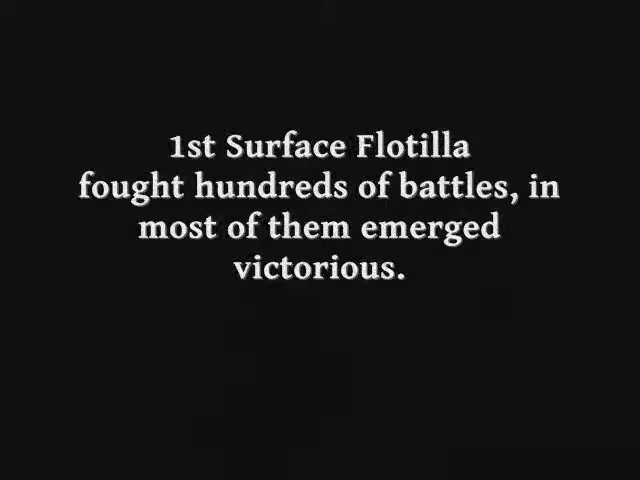 1st Surface Flotilla
fought hundreds of battles, in
most of them emerged
victorious.